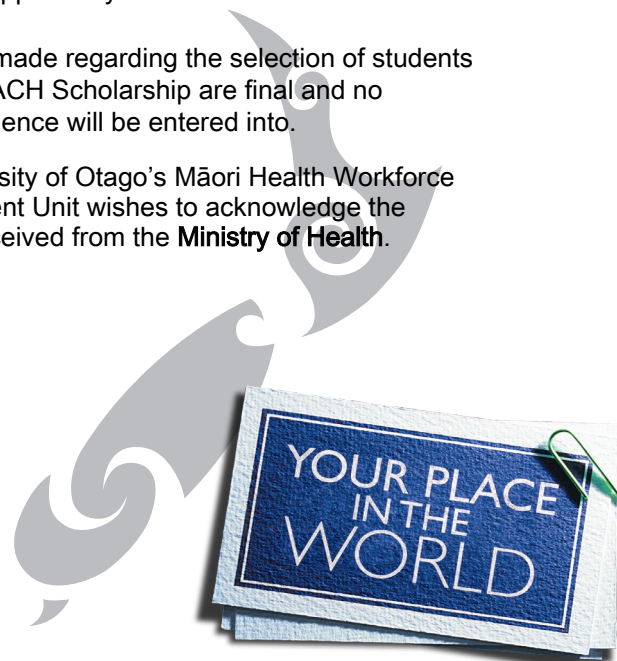 made regarding the selection of students
ACH Scholarship are final and no
ence will be entered into.
sity of Otago's Māori Health Workforce
ent Unit wishes to acknowledge the
ceived from the Ministry of Health.
YOUR PLACE
IN THE
WORLD